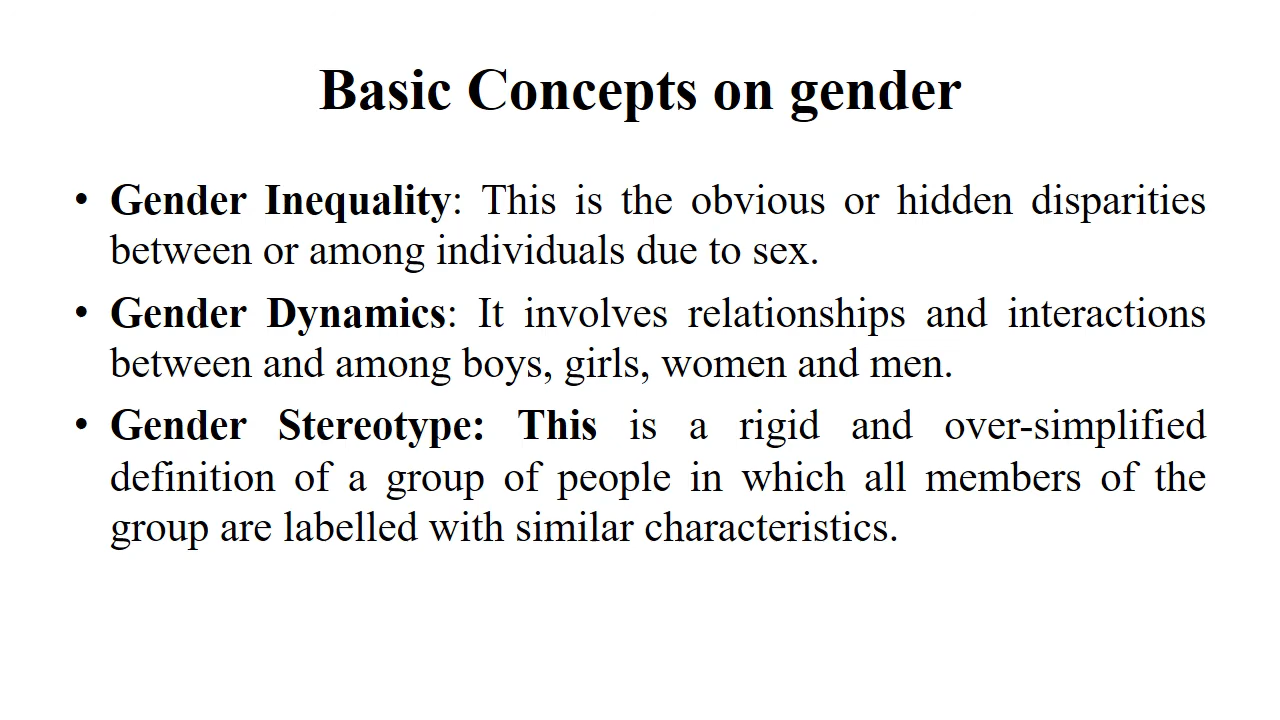 Basic Concepts on gender
• Gender Inequality: This is the obvious or hidden disparities
between or among individuals due to sex.
• Gender Dynamics: It involves relationships and interactions
between and among boys, girls, women and men.
• Gender Stereotype: This is a rigid and over-simplified
definition of a group of people in which all members of the
group are labelled with similar characteristics.